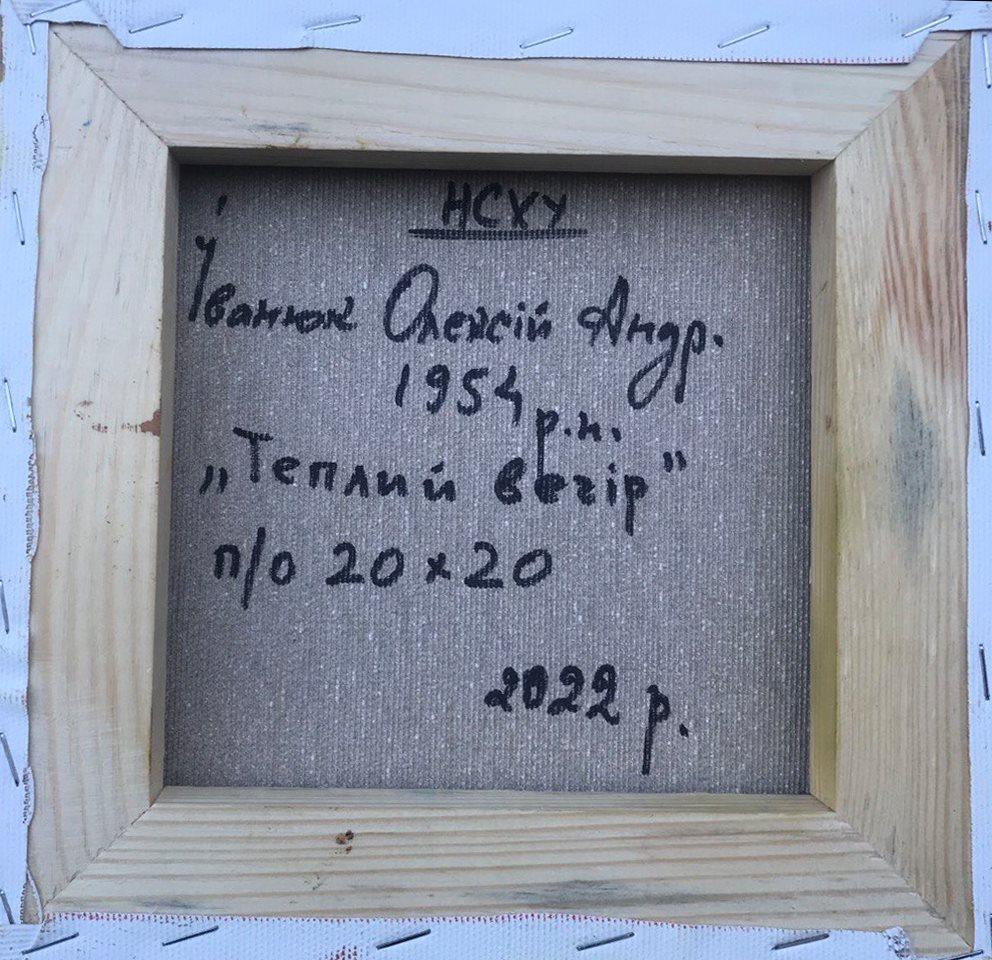 НСХУ
Іванюк Олексій Андр.
1954 р.н.
„Теплий вечір"
п/о 20х20
2022 р.